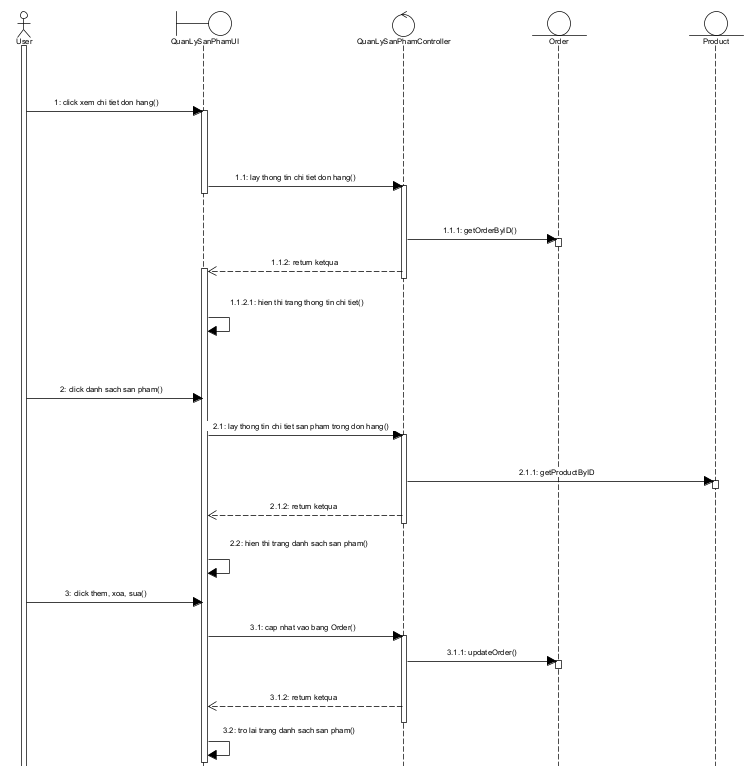 User
QuanLySanPhamUI
QuanLySanPhamController
Order
Product
1: click xem chi tiet don hang()
1.1: lay thong tin chi tiet don hang()
1.1.1: getOrderByID()
1.1.2: return ketqua
1.1.2.1: hien thi trang thong tin chi tiet()
2: click danh sach san pham()
2.1: lay thong tin chi tiet san pham trong don hang()
2.1.1: getProductByID
2.1.2: return ketqua
2.2: hien thi trang danh sach san pham()
3: click them, xoa, sua()
3.1: cap nhat vao bang Order()
3.1.1: updateOrder()
3.1.2: return ketqua
3.2: tro lai trang danh sach san pham()